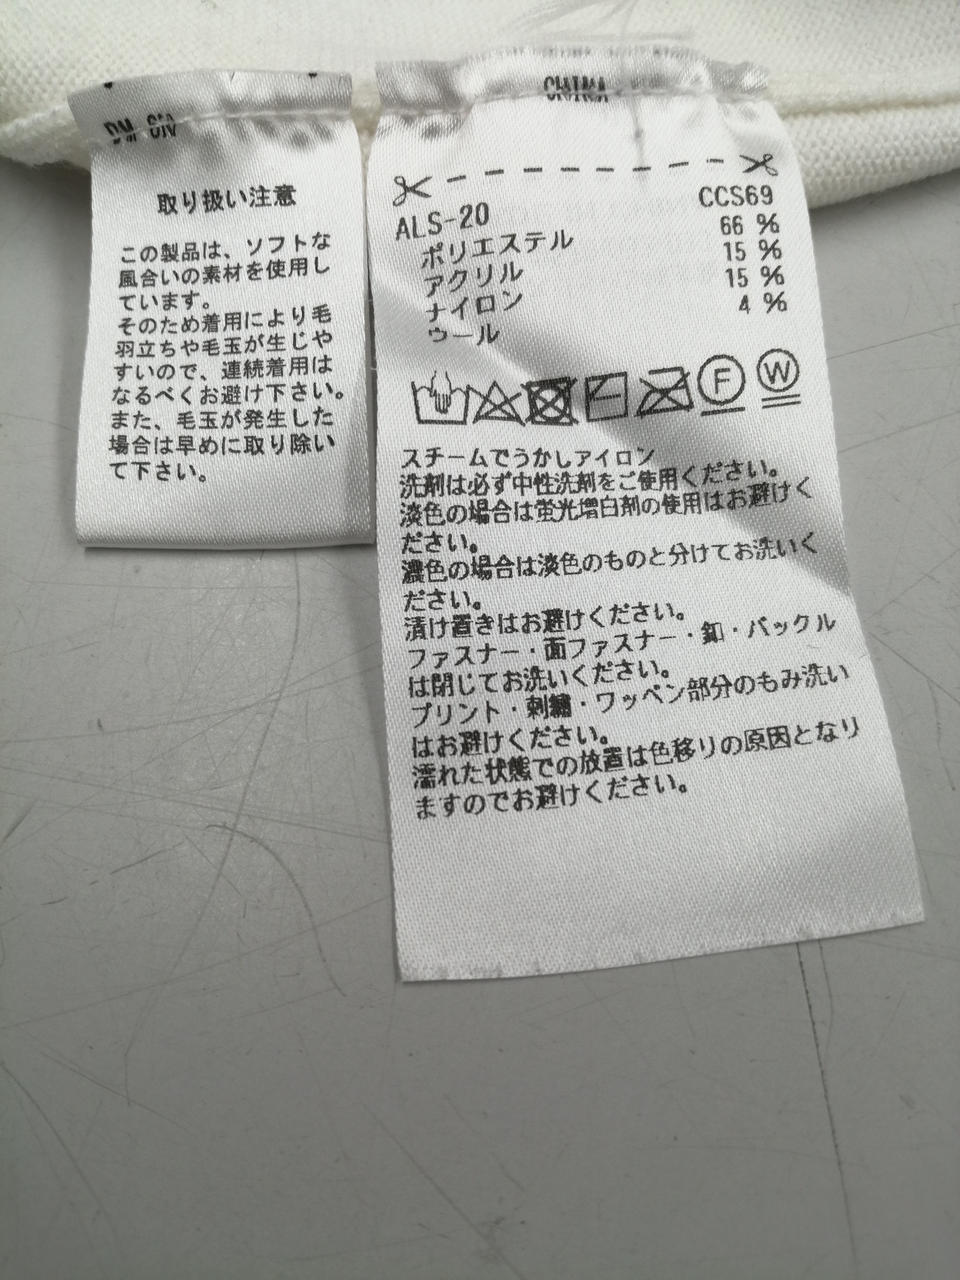 取り扱い注意
この製品は、ソフトな
風合いの素材を使用し
ています。
そのため着用により毛
羽立ちや毛玉が生じや
すいので、連続着用は
なるべくお避け下さい。
また、毛玉が発生した
場合は早めに取り除い
て下さい。
CHINA
ALS-20 CCS69
ポリエステル 66 %
アクリル 15 %
ナイロン 15 %
ウール 4 %
F W
スチームでうかしアイロン
洗剤は必ず中性洗剤をご使用ください。
淡色の場合は蛍光増白剤の使用はお避けく
ださい。
濃色の場合は淡色のものと分けてお洗いく
ださい。
漬け置きはお避けください。
ファスナー・面ファスナー・釦・バックル
は閉じてお洗いください。
プリント・刺繍・ワッペン部分のもみ洗い
はお避けください。
濡れた状態での放置は色移りの原因となり
ますのでお避けください。